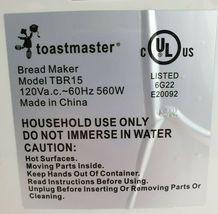 toastmaster®
Bread Maker
Model TBR15
120Va.c.~60Hz 560W
Made in China
C UL US
LISTED
6G22
E20092
HOUSEHOLD USE ONLY
DO NOT IMMERSE IN WATER
CAUTION:
Hot Surfaces.
Moving Parts Inside.
Keep Hands Out Of Container.
Read Instructions Before Using.
Unplug Before Inserting Or Removing Parts Or
Cleaning.